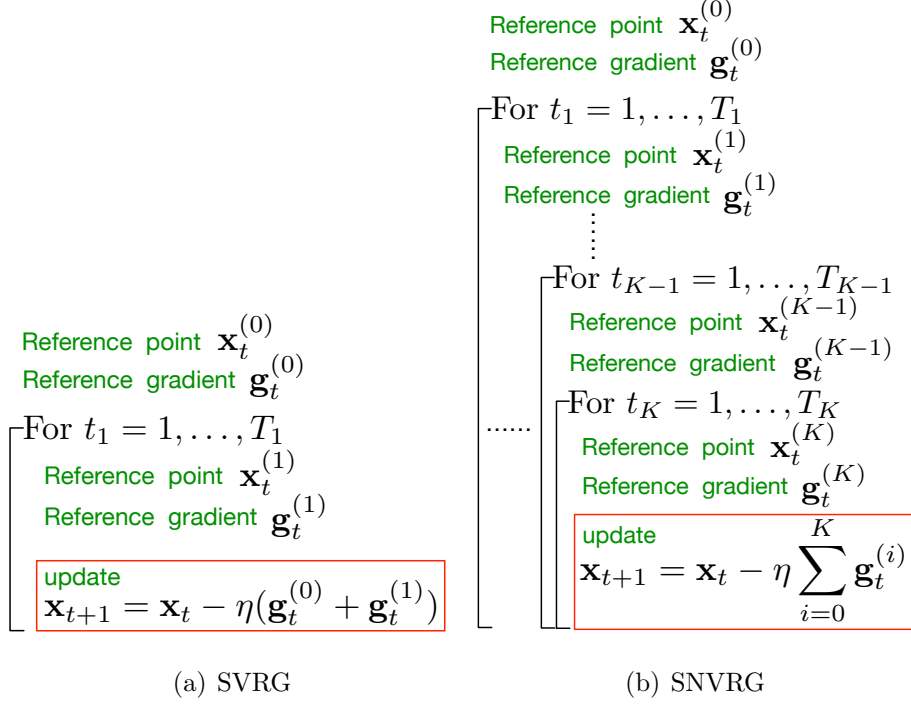 Reference point x_t^{(0)}
Reference gradient g_t^{(0)}
For t_1 = 1, . . . , T_1
Reference point x_t^{(1)}
Reference gradient g_t^{(1)}
update
x_{t+1} = x_t − η(g_t^{(0)} + g_t^{(1)})
(a) SVRG
Reference point x_t^{(0)}
Reference gradient g_t^{(0)}
For t_1 = 1, . . . , T_1
Reference point x_t^{(1)}
Reference gradient g_t^{(1)}
......
For t_{K−1} = 1, . . . , T_{K−1}
Reference point x_t^{(K−1)}
Reference gradient g_t^{(K−1)}
......
For t_K = 1, . . . , T_K
Reference point x_t^{(K)}
Reference gradient g_t^{(K)}
update
x_{t+1} = x_t − η \sum_{i=0}^{K} g_t^{(i)}
(b) SNVRG